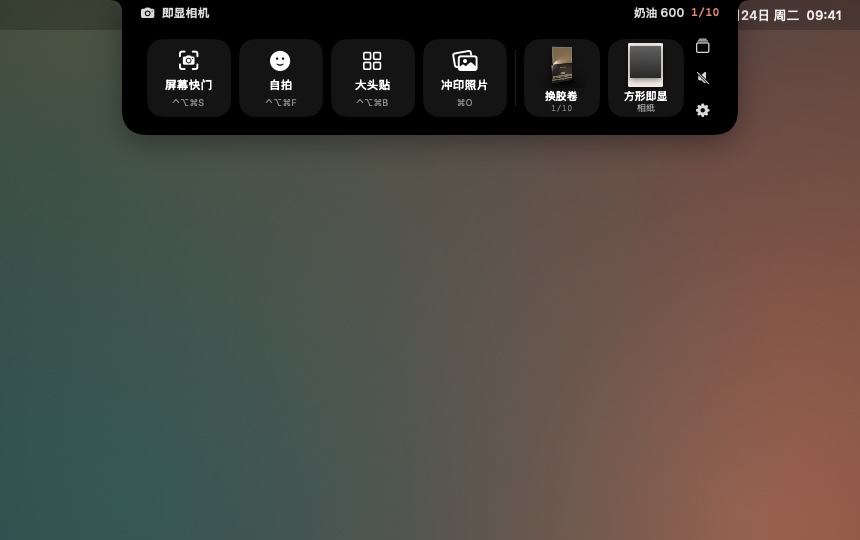 即显相机
奶油 600 1/10
24日 周二 09:41
屏幕快门
⌃⌥⌘S
自拍
⌃⌥⌘F
大头贴
⌃⌥⌘B
冲印照片
⌘O
换胶卷
1/10
方形即显
相纸